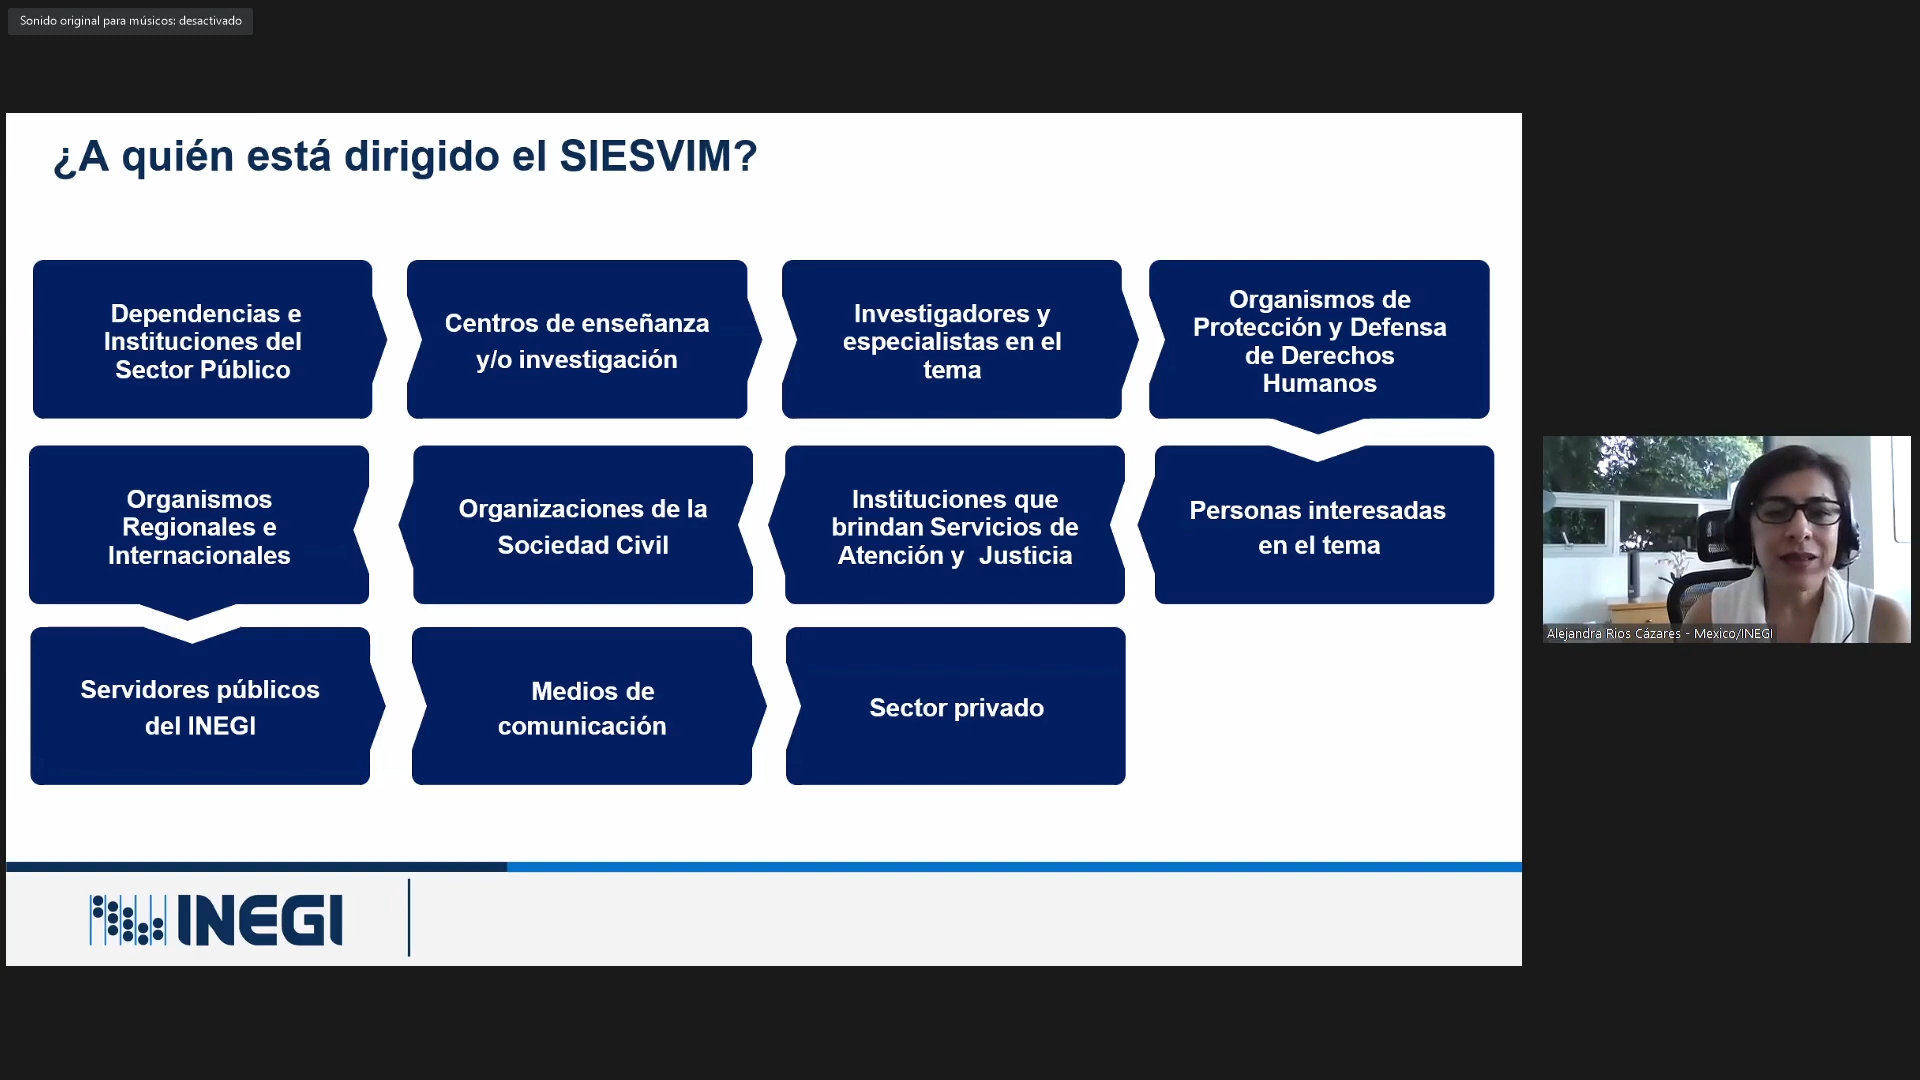 Sonido original para músicos: desactivado
¿A quién está dirigido el SIESVIM?
Dependencias e
Instituciones del
Sector Público
Centros de enseñanza
y/o investigación
Investigadores y
especialistas en el
tema
Organismos de
Protección y Defensa
de Derechos
Humanos
Organismos
Regionales e
Internacionales
Organizaciones de la
Sociedad Civil
Instituciones que
brindan Servicios de
Atención y  Justicia
Personas interesadas
en el tema
Servidores públicos
del INEGI
Medios de
comunicación
Sector privado
INEGI
Alejandra Ríos Cázares - Mexico/INEGI